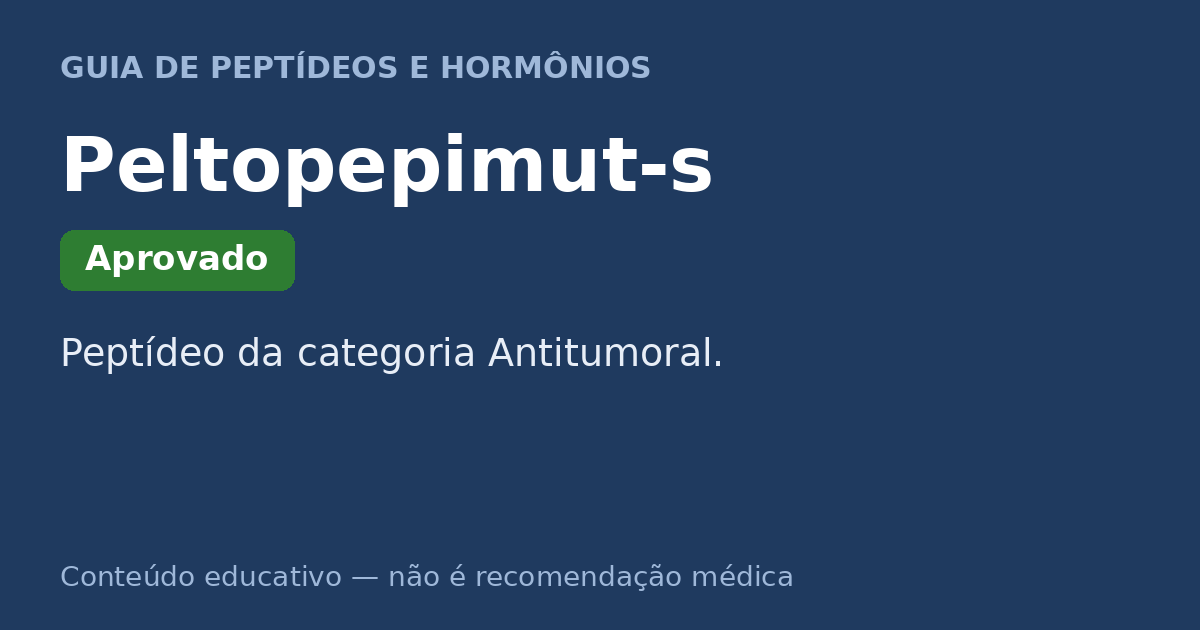 GUIA DE PEPTÍDEOS E HORMÔNIOS
Peltopepimut-s
Aprovado
Peptídeo da categoria Antitumoral.
Conteúdo educativo — não é recomendação médica